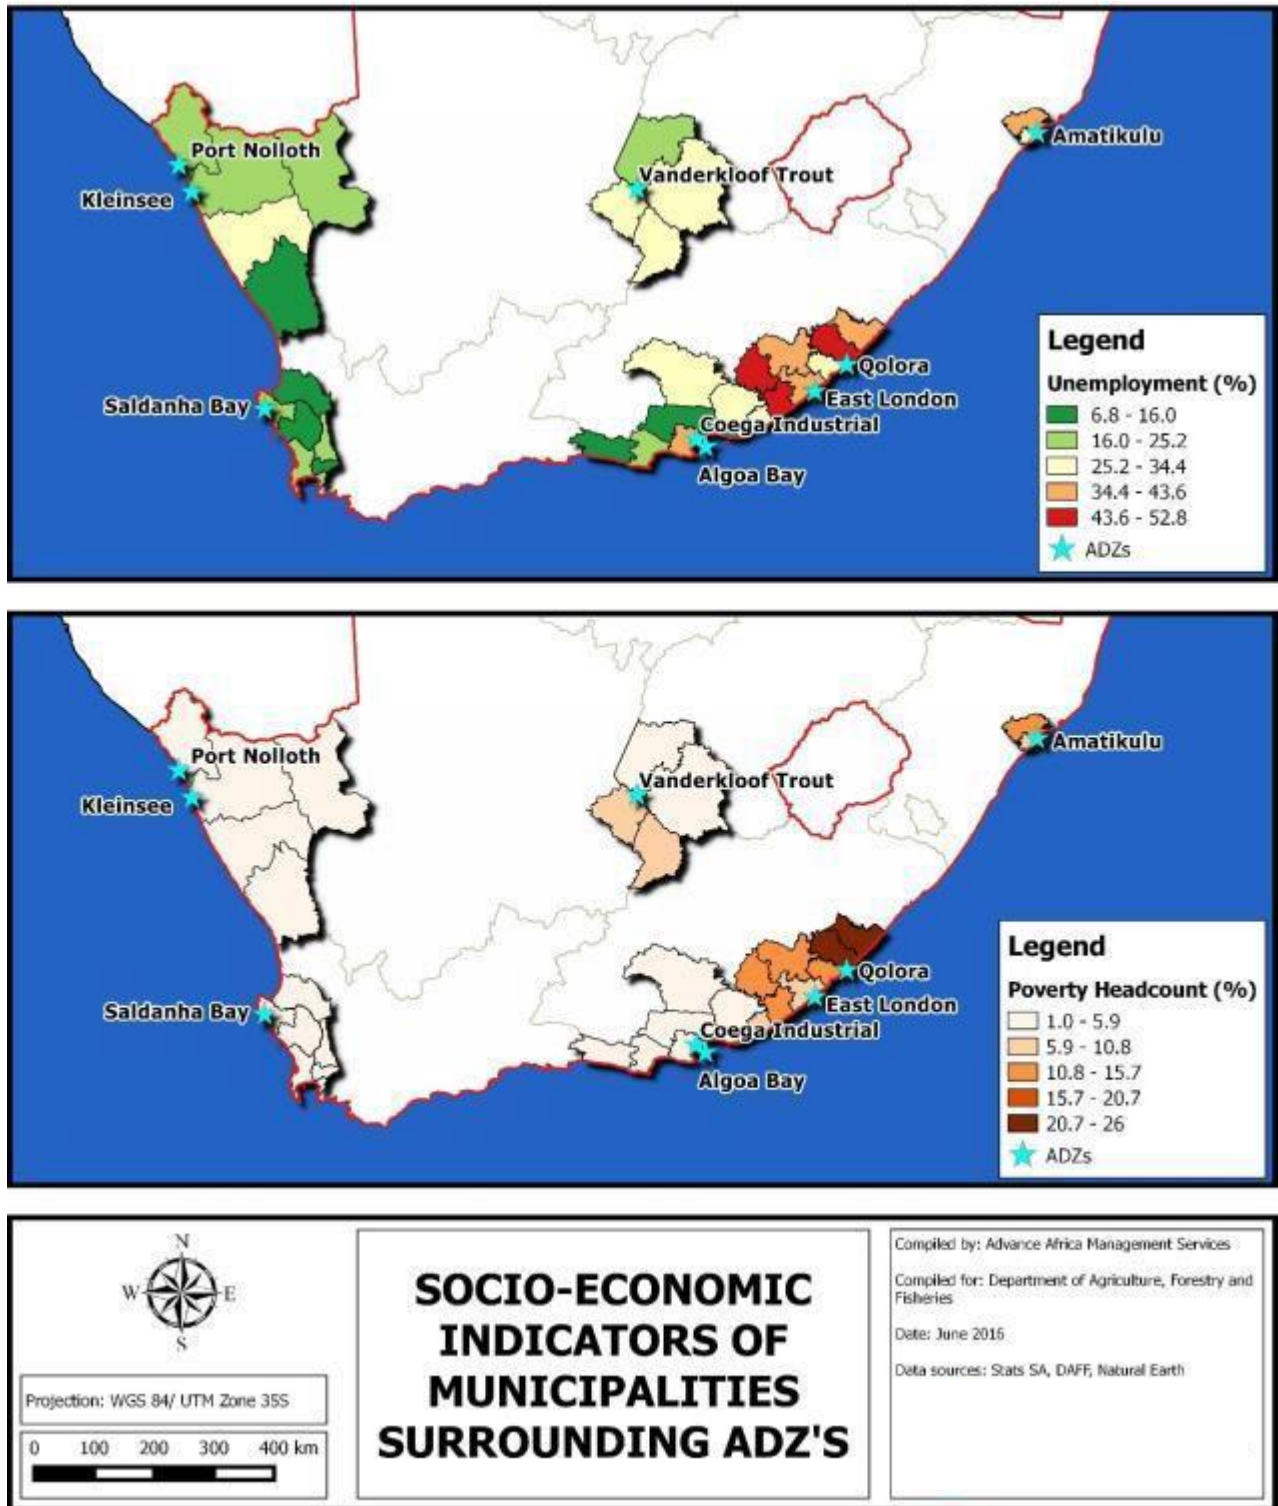 Port Nolloth
Kleinsee
Vanderkloof Trout
Amatikulu
Saldanha Bay
Qolora
East London
Coega Industrial
Algoa Bay
Legend
Unemployment (%)
6.8 - 16.0
16.0 - 25.2
25.2 - 34.4
34.4 - 43.6
43.6 - 52.8
ADZs
Port Nolloth
Kleinsee
Vanderkloof Trout
Amatikulu
Saldanha Bay
Qolora
East London
Coega Industrial
Algoa Bay
Legend
Poverty Headcount (%)
1.0 - 5.9
5.9 - 10.8
10.8 - 15.7
15.7 - 20.7
20.7 - 26
ADZs
N
W E
S
Projection: WGS 84/ UTM Zone 35S
0 100 200 300 400 km
SOCIO-ECONOMIC
INDICATORS OF
MUNICIPALITIES
SURROUNDING ADZ'S
Compiled by: Advance Africa Management Services
Compiled for: Department of Agriculture, Forestry and
Fisheries
Date: June 2016
Data sources: Stats SA, DAFF, Natural Earth